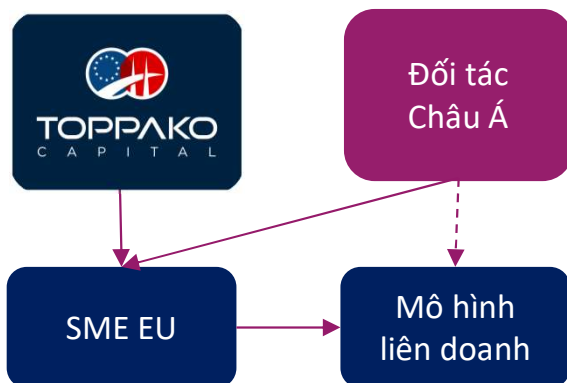 TOPPAKO
CAPITAL
Đối tác
Châu Á
SME EU
Mô hình
liên doanh